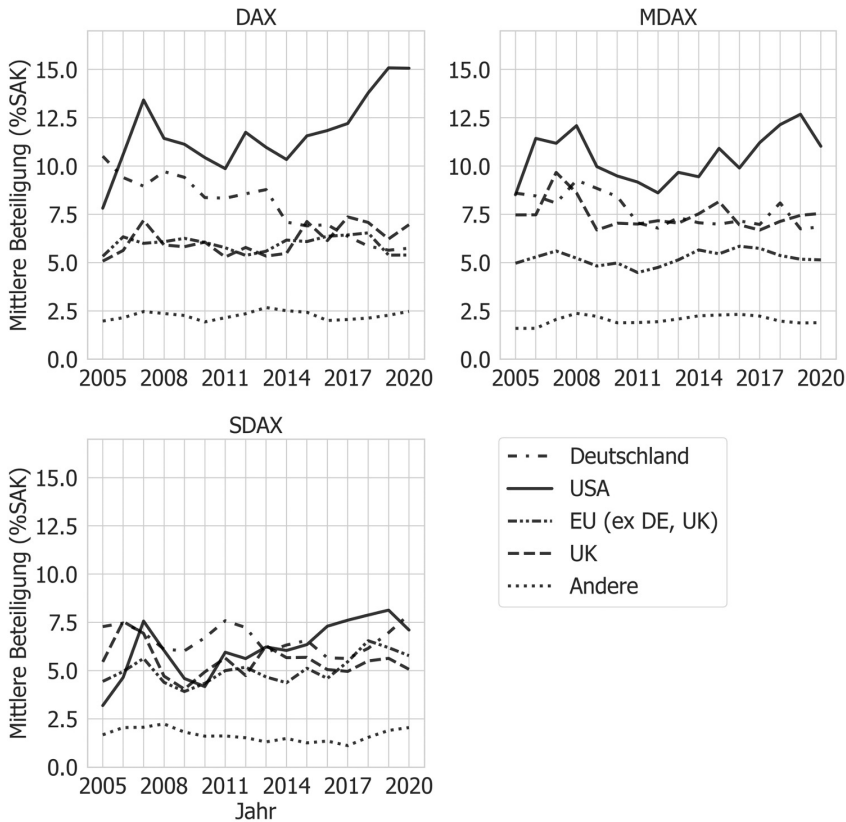 DAX
Mittlere Beteiligung (%SAK)
15.0
12.5
10.0
7.5
5.0
2.5
0.0
2005 2008 2011 2014 2017 2020
MDAX
15.0
12.5
10.0
7.5
5.0
2.5
0.0
2005 2008 2011 2014 2017 2020
SDAX
Mittlere Beteiligung (%SAK)
15.0
12.5
10.0
7.5
5.0
2.5
0.0
2005 2008 2011 2014 2017 2020
Jahr
Deutschland
USA
EU (ex DE, UK)
UK
Andere